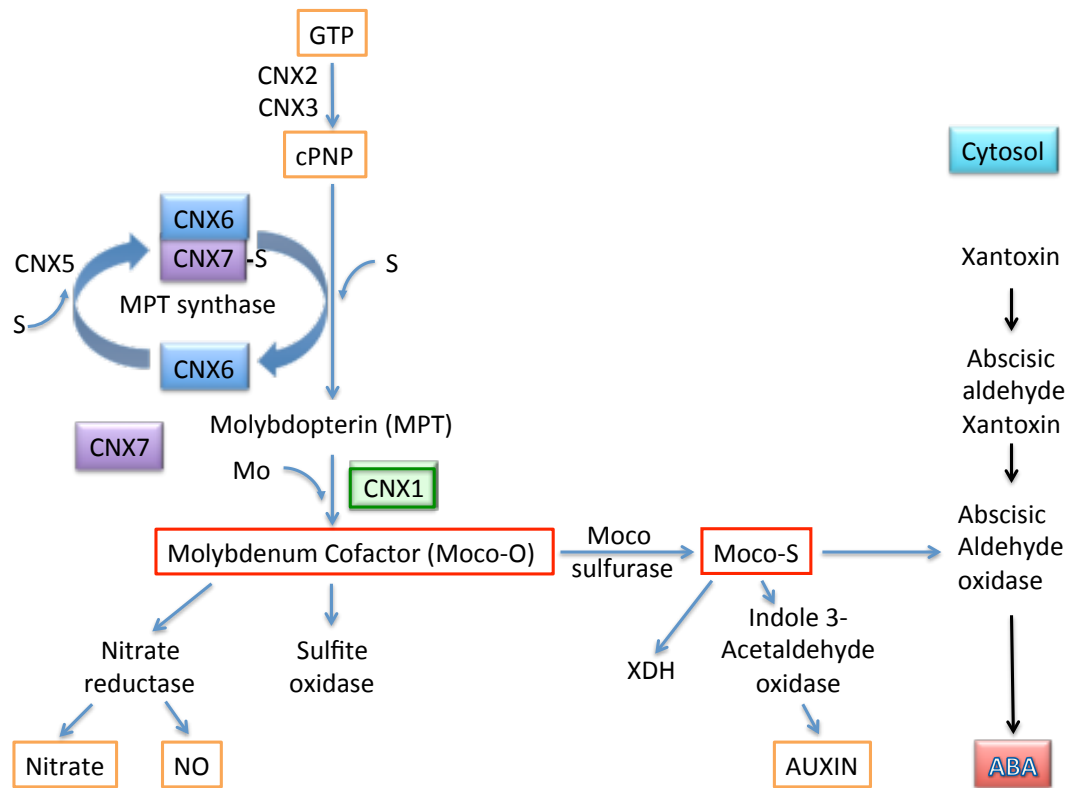 GTP
CNX2
CNX3
cPNP
Cytosol
CNX6
CNX7-S
CNX5
S
S
MPT synthase
CNX6
Xantoxin
Abscisic
aldehyde
Xantoxin
Molybdopterin (MPT)
CNX7
Mo
CNX1
Molybdenum Cofactor (Moco-O)
Moco
sulfurase
Moco-S
Abscisic
Aldehyde
oxidase
Nitrate
reductase
Sulfite
oxidase
XDH
Indole 3-
Acetaldehyde
oxidase
Nitrate
NO
AUXIN
ABA